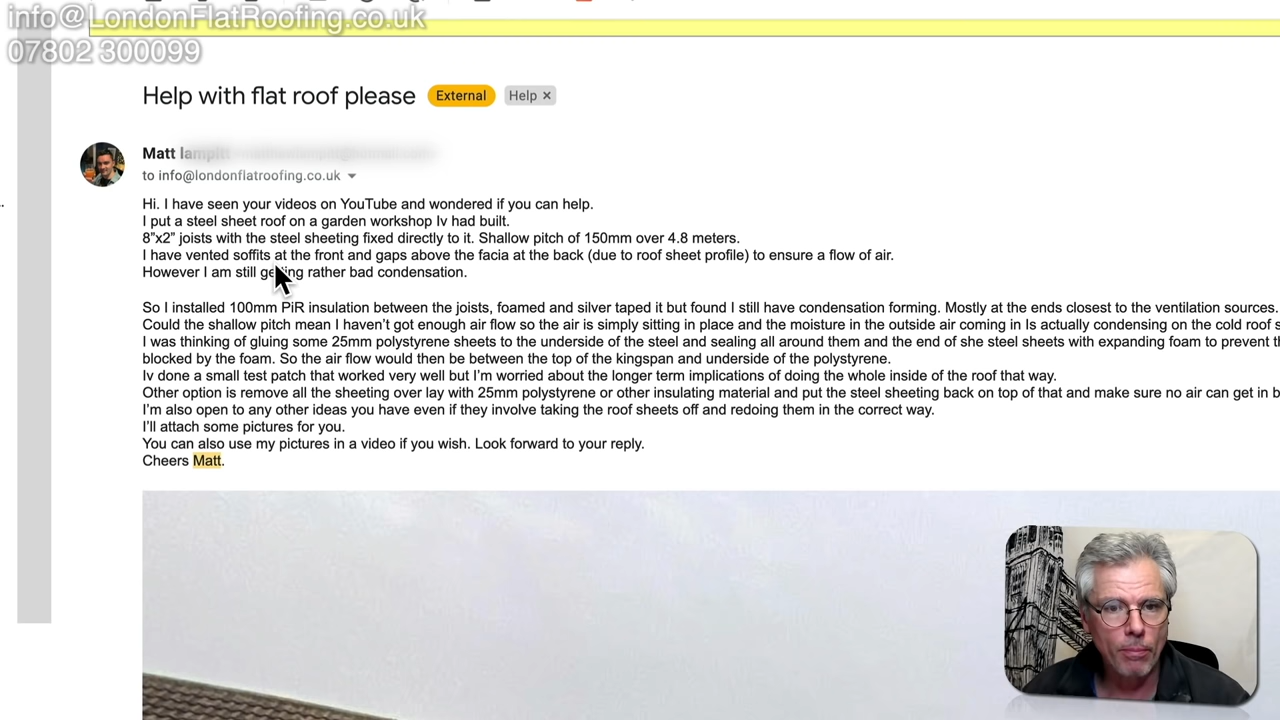 info@LondonFlatRoofing.co.uk
07802 300099
Help with flat roof please External Help ×
Matt
to info@londonflatroofing.co.uk
Hi. I have seen your videos on YouTube and wondered if you can help.
I put a steel sheet roof on a garden workshop Iv had built.
8”x2” joists with the steel sheeting fixed directly to it. Shallow pitch of 150mm over 4.8 meters.
I have vented soffits at the front and gaps above the facia at the back (due to roof sheet profile) to ensure a flow of air.
However I am still getting rather bad condensation.
So I installed 100mm PiR insulation between the joists, foamed and silver taped it but found I still have condensation forming. Mostly at the ends closest to the ventilation sources.
Could the shallow pitch mean I haven’t got enough air flow so the air is simply sitting in place and the moisture in the outside air coming in Is actually condensing on the cold roof s
I was thinking of gluing some 25mm polystyrene sheets to the underside of the steel and sealing all around them and the end of she steel sheets with expanding foam to prevent th
blocked by the foam. So the air flow would then be between the top of the kingspan and underside of the polystyrene.
Iv done a small test patch that worked very well but I’m worried about the longer term implications of doing the whole inside of the roof that way.
Other option is remove all the sheeting over lay with 25mm polystyrene or other insulating material and put the steel sheeting back on top of that and make sure no air can get in b
I’m also open to any other ideas you have even if they involve taking the roof sheets off and redoing them in the correct way.
I’ll attach some pictures for you.
You can also use my pictures in a video if you wish. Look forward to your reply.
Cheers Matt.